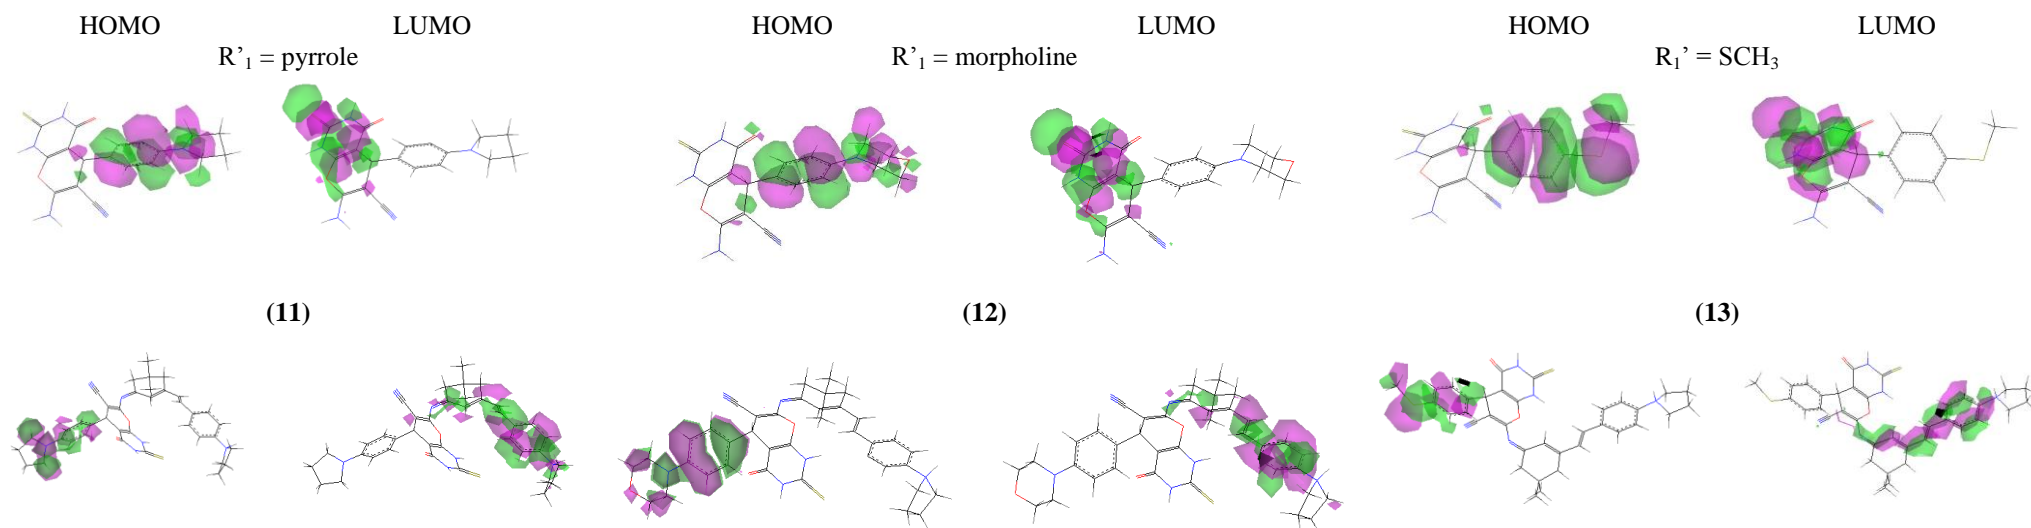 HOMO LUMO HOMO LUMO HOMO LUMO
R’₁ = pyrrole R’₁ = morpholine R₁’ = SCH₃
(11) (12) (13)